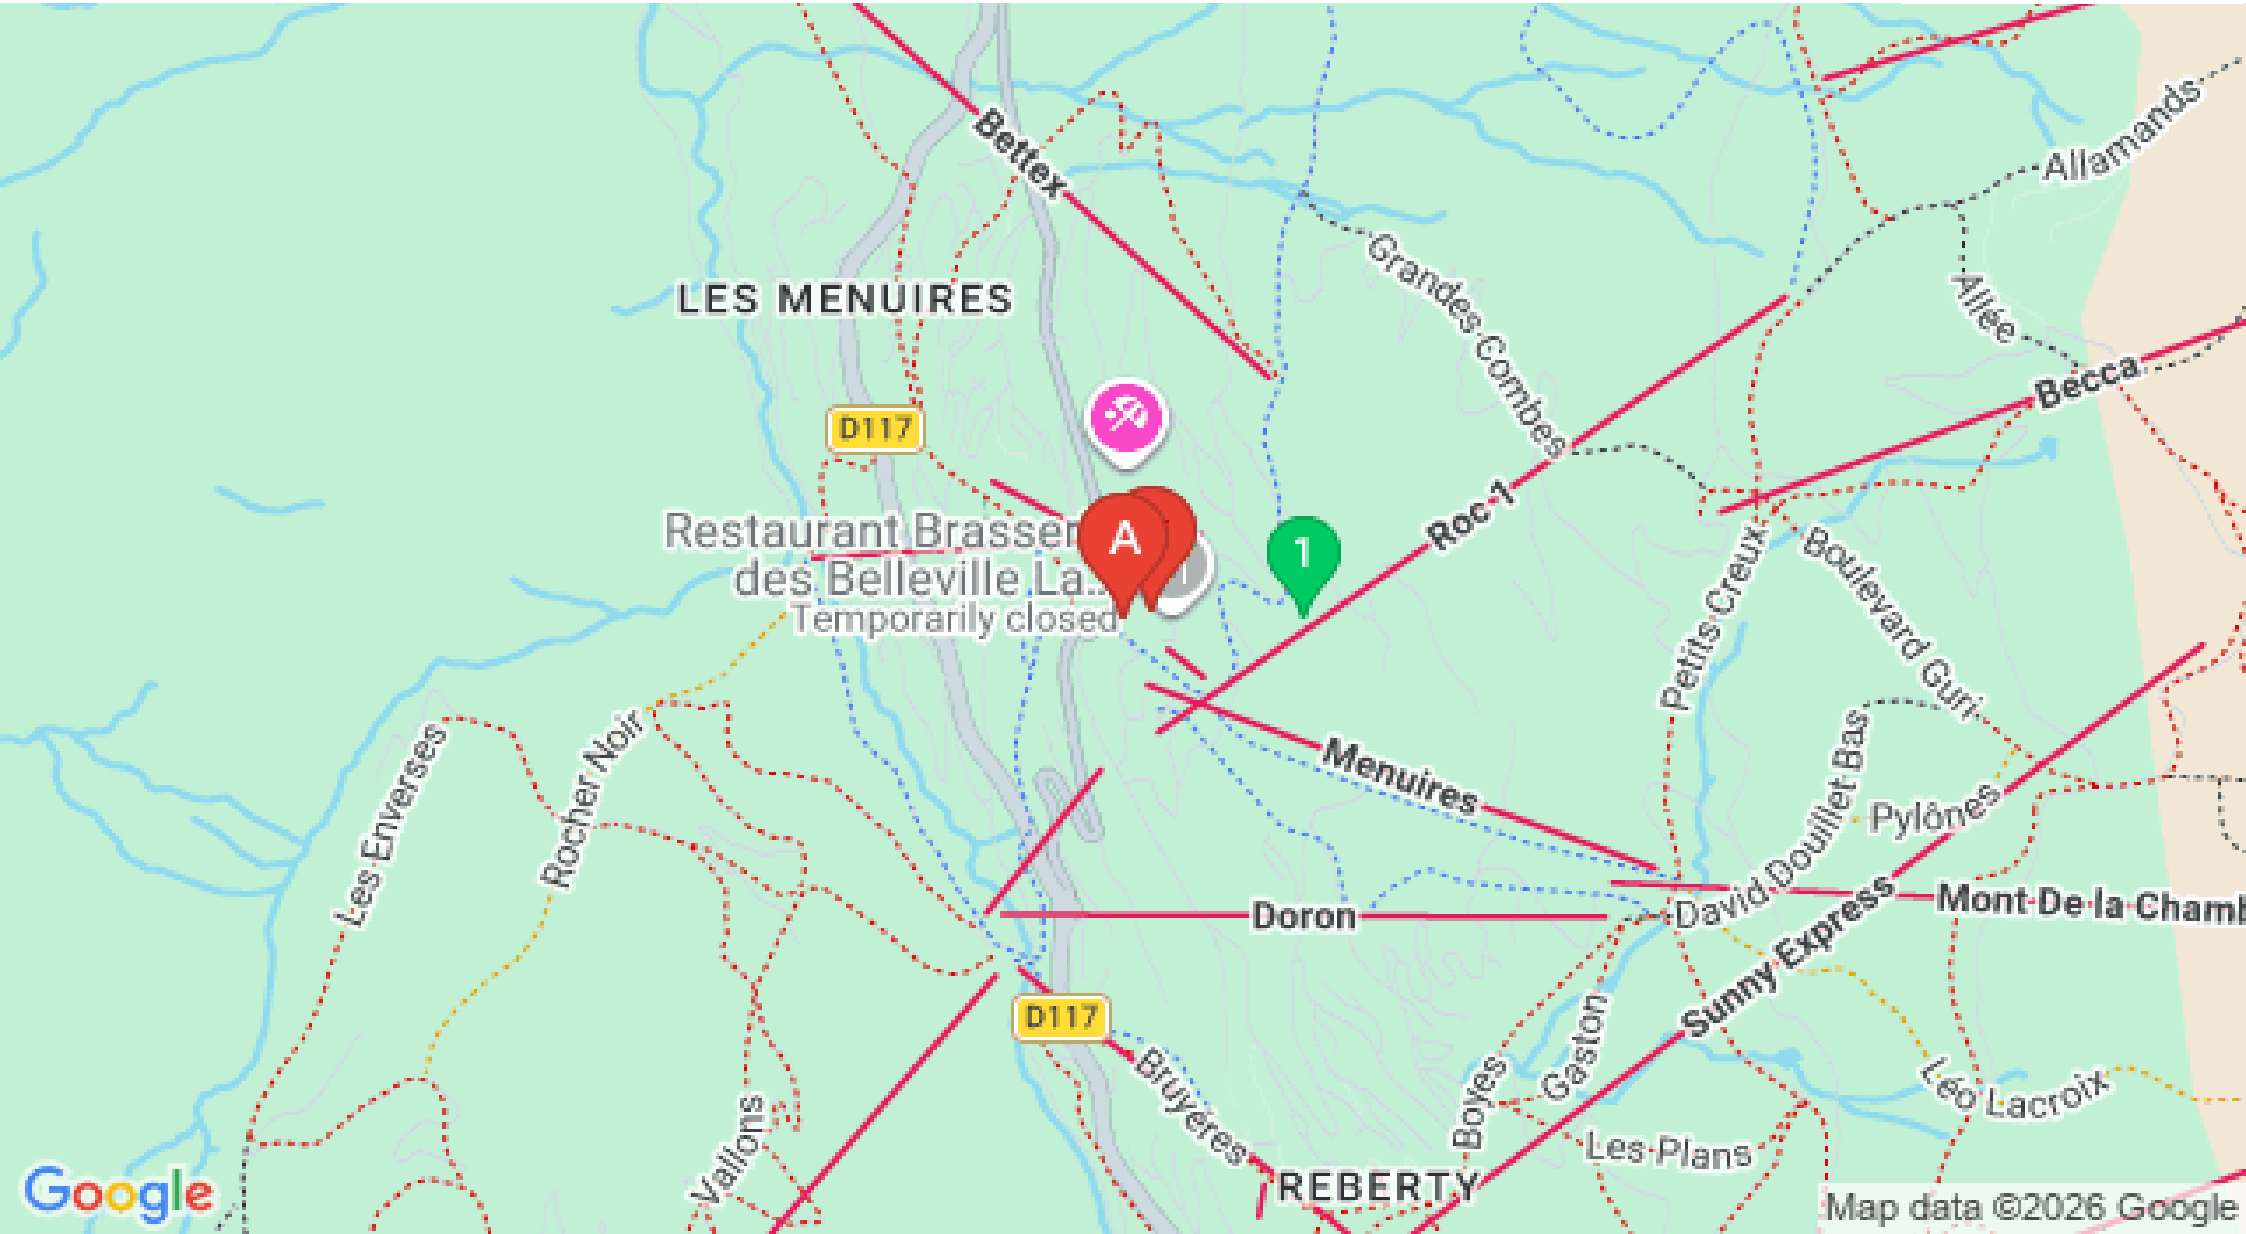 Bettex
Allamands
Grandes Combes
Allée
LES MENUIRES
Becca
D117
Roc 1
A
1
Restaurant Brasser
des Belleville La...
Temporarily closed
Petits Creux
Boulevard Guri
Les Enverses
Rocher Noir
Menuires
David Douillet Bas
Pylônes
Doron
Mont De la Chamb
Sunny Express
D117
Gaston
Bruyères
Boyes
Léo Lacroix
Vallons
Les Plans
REBERTY
Google
Map data ©2026 Google